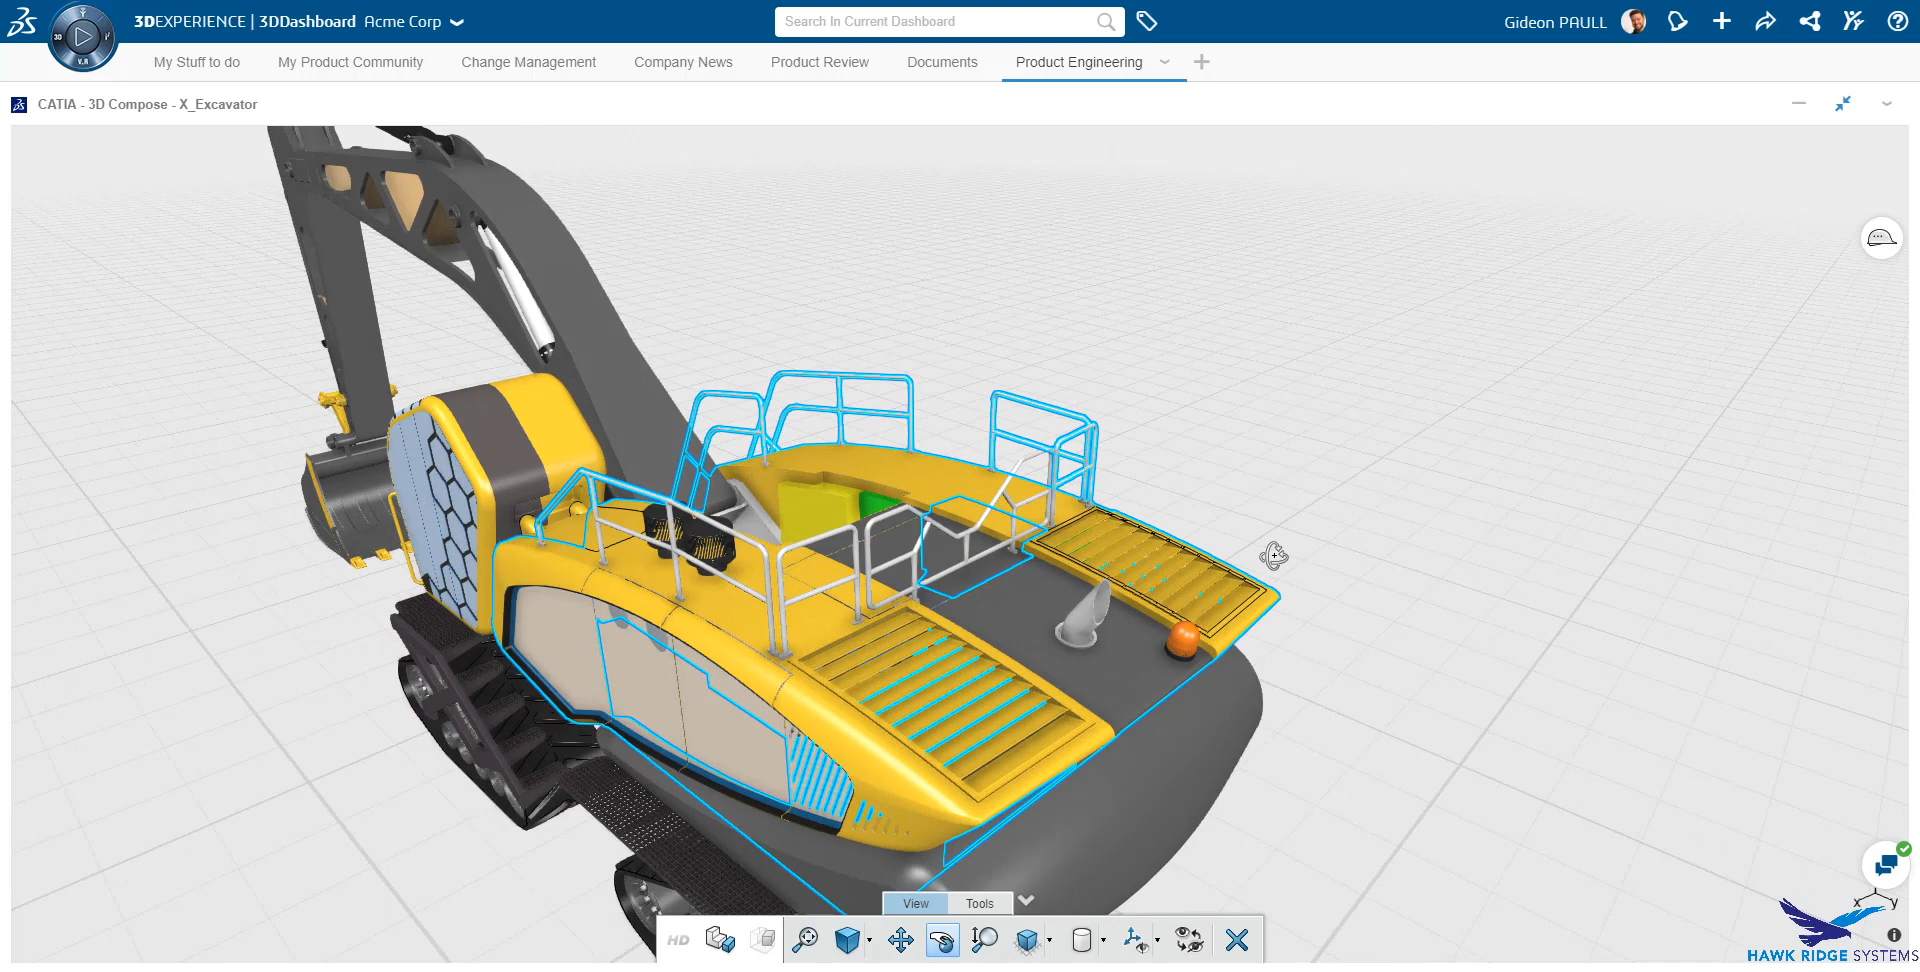 3DEXPERIENCE | 3DDashboard Acme Corp
Search In Current Dashboard
Gideon PAULL
3D
V.R
My Stuff to do
My Product Community
Change Management
Company News
Product Review
Documents
Product Engineering
CATIA - 3D Compose - X_Excavator
View
Tools
HD
x
y
HAWK RIDGE SYSTEMS